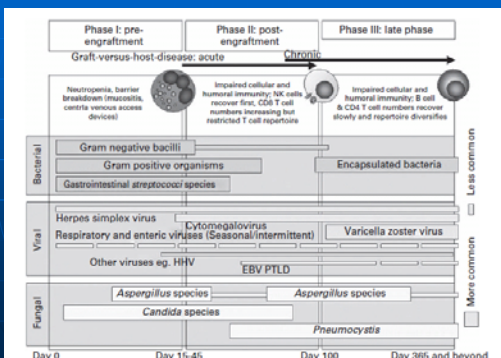 Phase I: pre-
engraftment
Phase II: post-
engraftment
Phase III: late phase
Graft-versus-host-disease: acute
Chronic
Neutropenia, barrier
breakdown (mucositis,
centra venous access
devices)
Impaired cellular and
humoral immunity; NK cells
recover first, CD8 T cell
numbers increasing but
restricted T cell repertoire
Impaired cellular and
humoral immunity; B cell
& CD4 T cell numbers recover
slowly and repertoire diversifies
Bacterial
Gram negative bacilli
Gram positive organisms
Encapsulated bacteria
Gastrointestinal streptococci species
Less common
Viral
Herpes simplex virus
Cytomegalovirus
Respiratory and enteric viruses (Seasonal/intermittent)
Varicella zoster virus
Other viruses eg. HHV
EBV PTLD
More common
Fungal
Aspergillus species
Aspergillus species
Candida species
Pneumocystis
Day 0
Day 15-45
Day 100
Day 365 and beyond